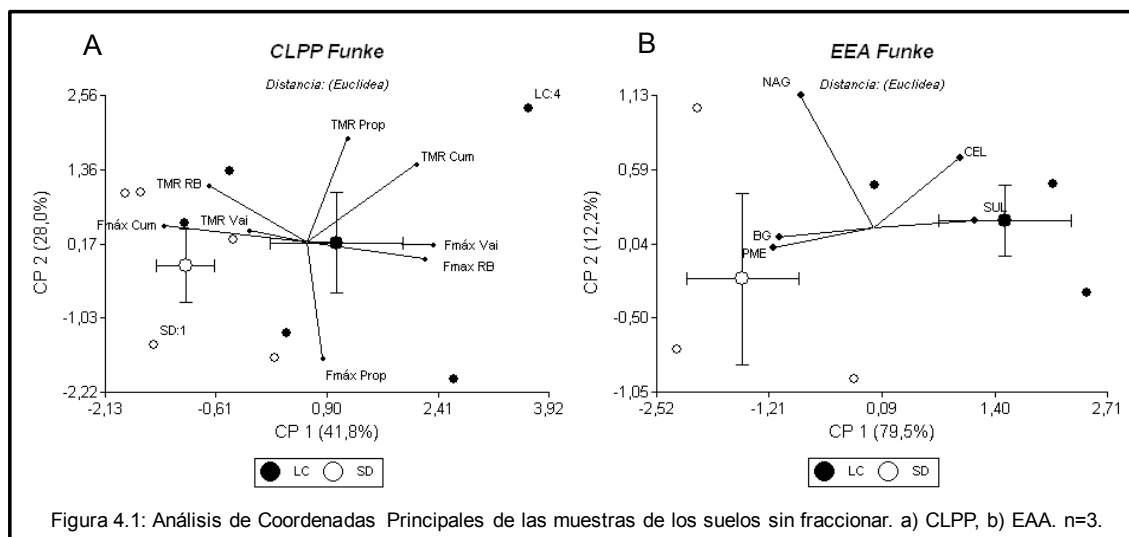 A
CLPP Funke
Distancia: (Euclidea)
2,56
1,36
0,17
-1,03
-2,22
CP 2 (28,0%)
LC:4
TMR Prop
TMR Cum
TMR RB
TMR Vai
Fmáx Cum
Fmáx Vai
Fmax RB
SD:1
Fmáx Prop
-2,13
-0,61
0,90
2,41
3,92
CP 1 (41,8%)
LC
SD
B
EEA Funke
Distancia: (Euclidea)
1,13
0,59
0,04
-0,50
-1,05
CP 2 (12,2%)
NAG
CEL
SUL
BG
PME
-2,52
-1,21
0,09
1,40
2,71
CP 1 (79,5%)
LC
SD
Figura 4.1: Análisis de Coordenadas Principales de las muestras de los suelos sin fraccionar. a) CLPP, b) EAA. n=3.